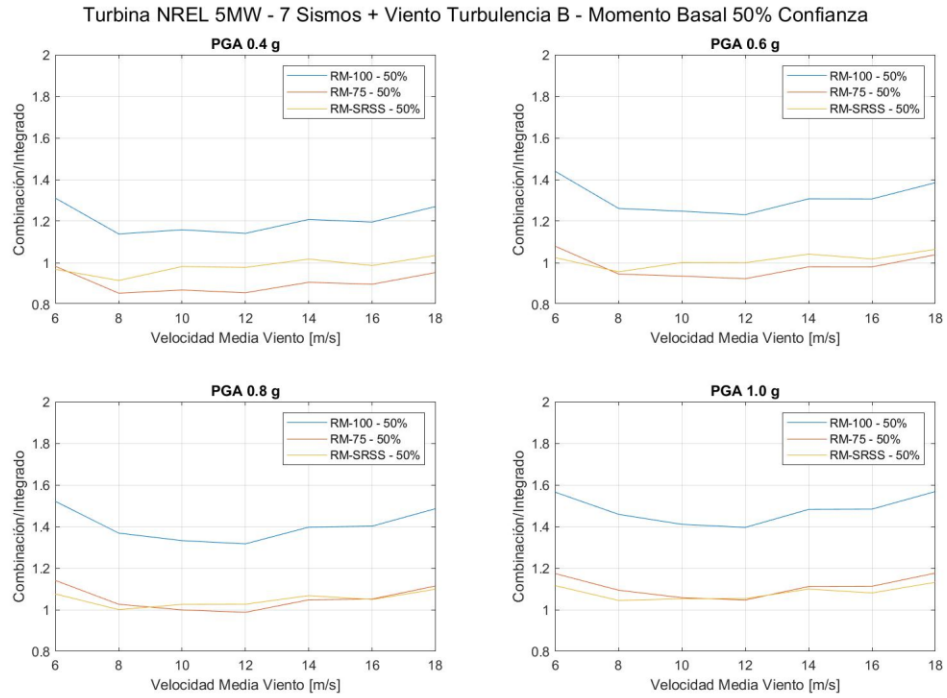 Turbina NREL 5MW - 7 Sismos + Viento Turbulencia B - Momento Basal 50% Confianza
PGA 0.4 g
2
1.8
1.6
1.4
1.2
1
0.8
Combinación/Integrado
RM-100 - 50%
RM-75 - 50%
RM-SRSS - 50%
6 8 10 12 14 16 18
Velocidad Media Viento [m/s]
PGA 0.6 g
2
1.8
1.6
1.4
1.2
1
0.8
Combinación/Integrado
RM-100 - 50%
RM-75 - 50%
RM-SRSS - 50%
6 8 10 12 14 16 18
Velocidad Media Viento [m/s]
PGA 0.8 g
2
1.8
1.6
1.4
1.2
1
0.8
Combinación/Integrado
RM-100 - 50%
RM-75 - 50%
RM-SRSS - 50%
6 8 10 12 14 16 18
Velocidad Media Viento [m/s]
PGA 1.0 g
2
1.8
1.6
1.4
1.2
1
0.8
Combinación/Integrado
RM-100 - 50%
RM-75 - 50%
RM-SRSS - 50%
6 8 10 12 14 16 18
Velocidad Media Viento [m/s]